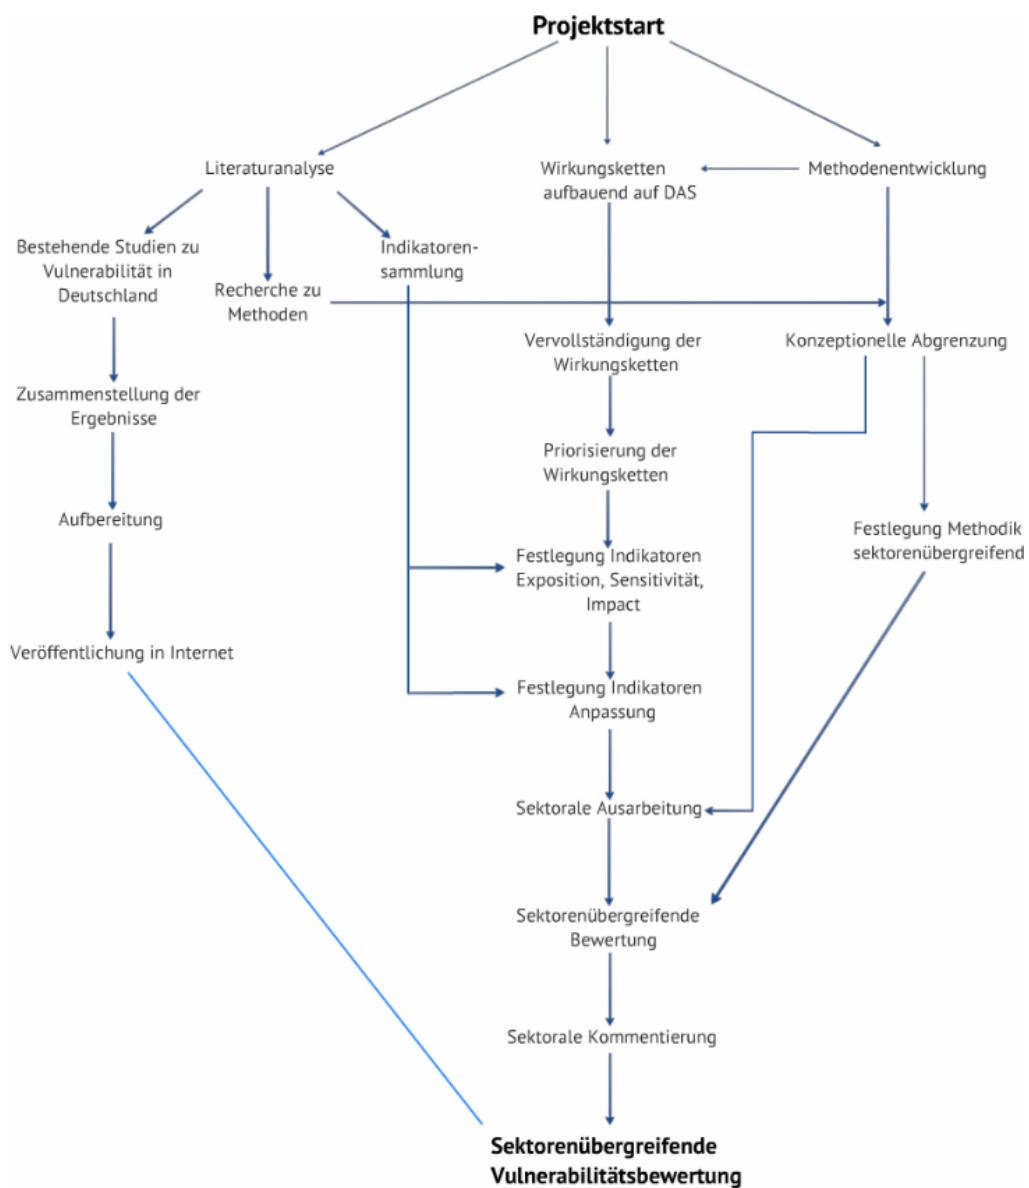 Projektstart
Literaturanalyse
Wirkungsketten
aufbauend auf DAS
Methodenentwicklung
Bestehende Studien zu
Vulnerabilität in
Deutschland
Recherche zu
Methoden
Indikatoren-
sammlung
Vervollständigung der
Wirkungsketten
Konzeptionelle Abgrenzung
Zusammenstellung der
Ergebnisse
Priorisierung der
Wirkungsketten
Aufbereitung
Festlegung Methodik
sektorenübergreifend
Festlegung Indikatoren
Exposition, Sensitivität,
Impact
Veröffentlichung in Internet
Festlegung Indikatoren
Anpassung
Sektorale Ausarbeitung
Sektorenübergreifende
Bewertung
Sektorale Kommentierung
Sektorenübergreifende
Vulnerabilitätsbewertung